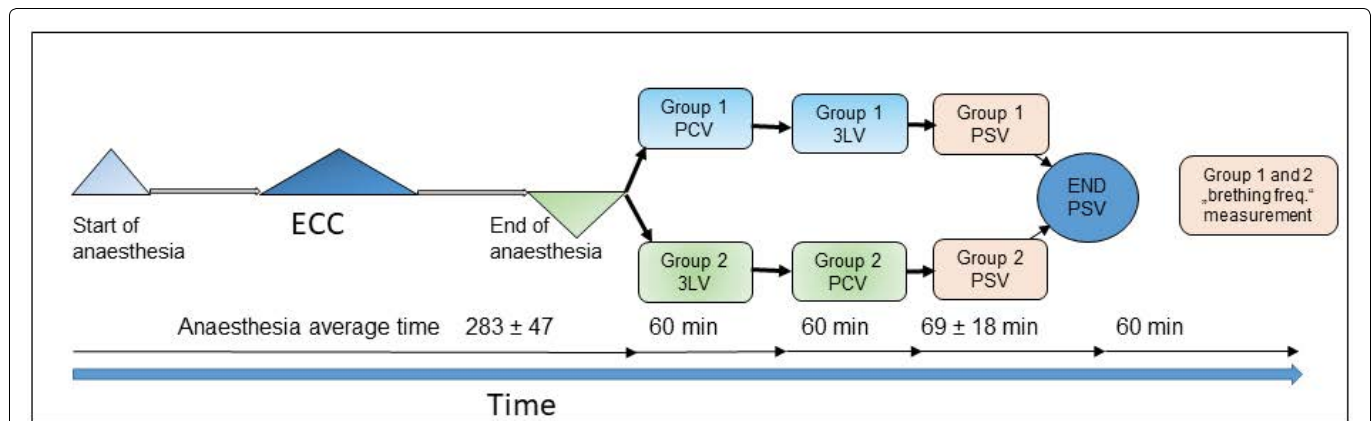 Start of
anaesthesia
ECC
End of
anaesthesia
Group 1
PCV
Group 1
3LV
Group 1
PSV
Group 2
3LV
Group 2
PCV
Group 2
PSV
END
PSV
Group 1 and 2
„brething freq.“
measurement
Anaesthesia average time 283 ± 47 60 min 60 min 69 ± 18 min 60 min
Time